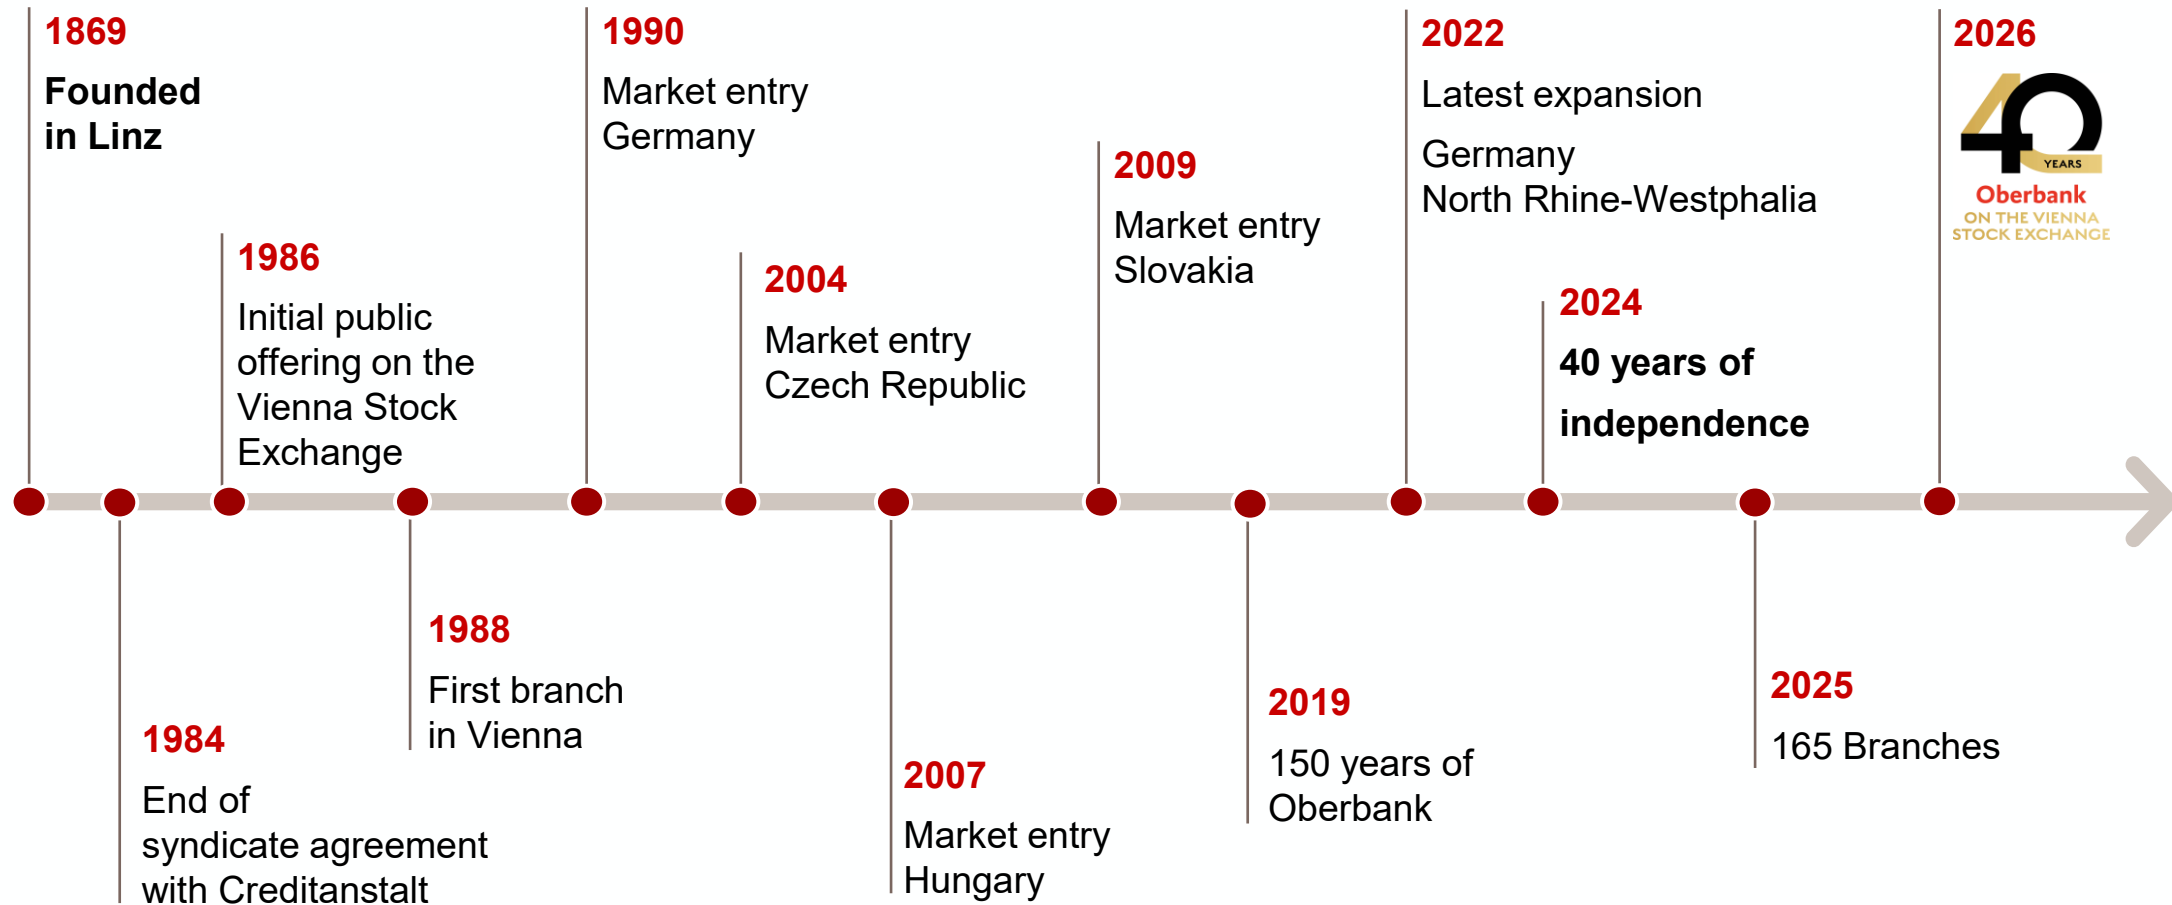 1869
Founded
in Linz
1984
End of
syndicate agreement
with Creditanstalt
1986
Initial public
offering on the
Vienna Stock
Exchange
1988
First branch
in Vienna
1990
Market entry
Germany
2004
Market entry
Czech Republic
2007
Market entry
Hungary
2009
Market entry
Slovakia
2019
150 years of
Oberbank
2022
Latest expansion
Germany
North Rhine-Westphalia
2024
40 years of
independence
2025
165 Branches
2026
40
YEARS
Oberbank
ON THE VIENNA
STOCK EXCHANGE